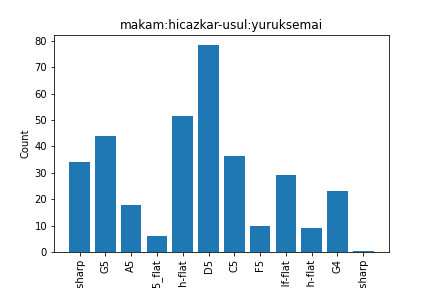 makam:hicazkar-usul:yuruksemai
80
70
60
50
40
30
20
10
0
Count
sharp
G5
A5
5_flat
h-flat
D5
C5
F5
lf-flat
h-flat
G4
sharp